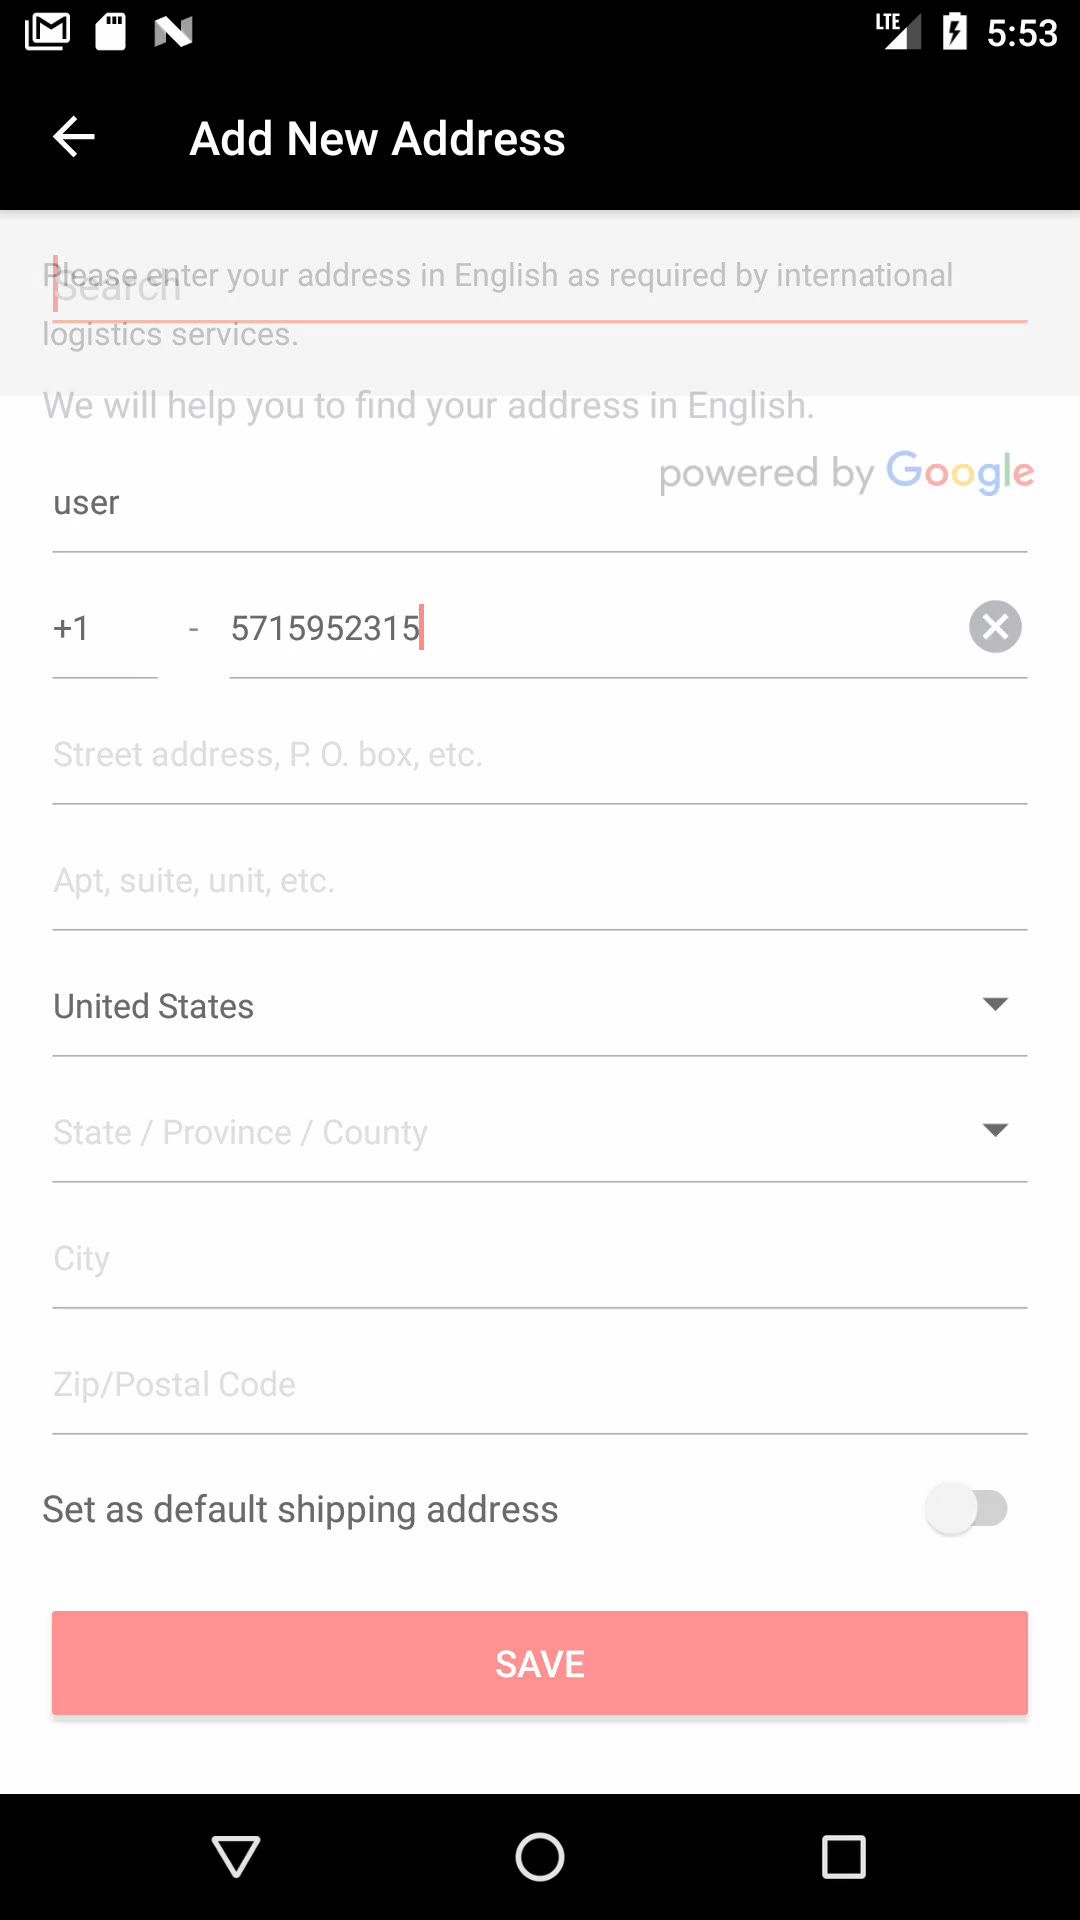 LTE 5:53
Add New Address
Search
Please enter your address in English as required by international
logistics services.
We will help you to find your address in English.
powered by Google
user
+1 - 5715952315
Street address, P. O. box, etc.
Apt, suite, unit, etc.
United States
State / Province / County
City
Zip/Postal Code
Set as default shipping address
SAVE